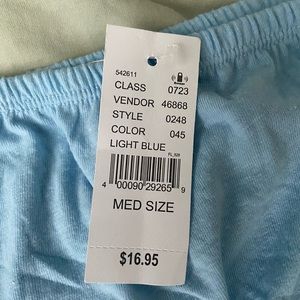 542611
CLASS 0723
VENDOR 46868
STYLE 0248
COLOR 045
LIGHT BLUE
4 00090 29265 9
MED SIZE
$16.95